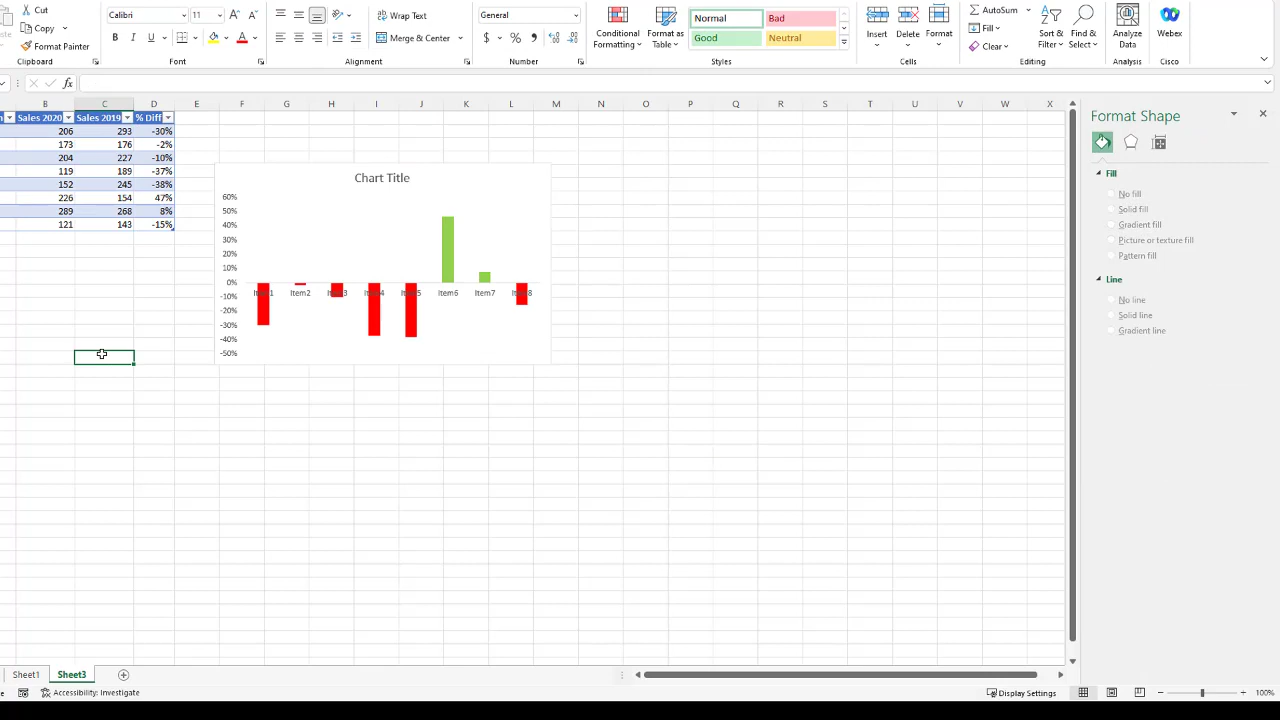 Cut
Copy
Format Painter
Clipboard
Calibri 11 A A
B I U A
Font
ab
Wrap Text
Merge & Center
Alignment
General
$ % ,
Number
Conditional Formatting
Format as Table
Normal Bad
Good Neutral
Styles
Insert Delete Format
Cells
AutoSum
Fill
Clear
Sort & Filter
Find & Select
Editing
Analyze Data
Analysis
Webex
Cisco
fx
B C D E F G H I J K L M N O P Q R S T U V W X
Sales 2020 Sales 2019 % Diff
206 293 -30%
173 176 -2%
204 227 -10%
119 189 -37%
152 245 -38%
226 154 47%
289 268 8%
121 143 -15%
Chart Title
60%
50%
40%
30%
20%
10%
0%
-10%
-20%
-30%
-40%
-50%
Item2 Item6 Item7
Format Shape
Fill
No fill
Solid fill
Gradient fill
Picture or texture fill
Pattern fill
Line
No line
Solid line
Gradient line
Sheet1 Sheet3
Accessibility: Investigate
Display Settings
100%